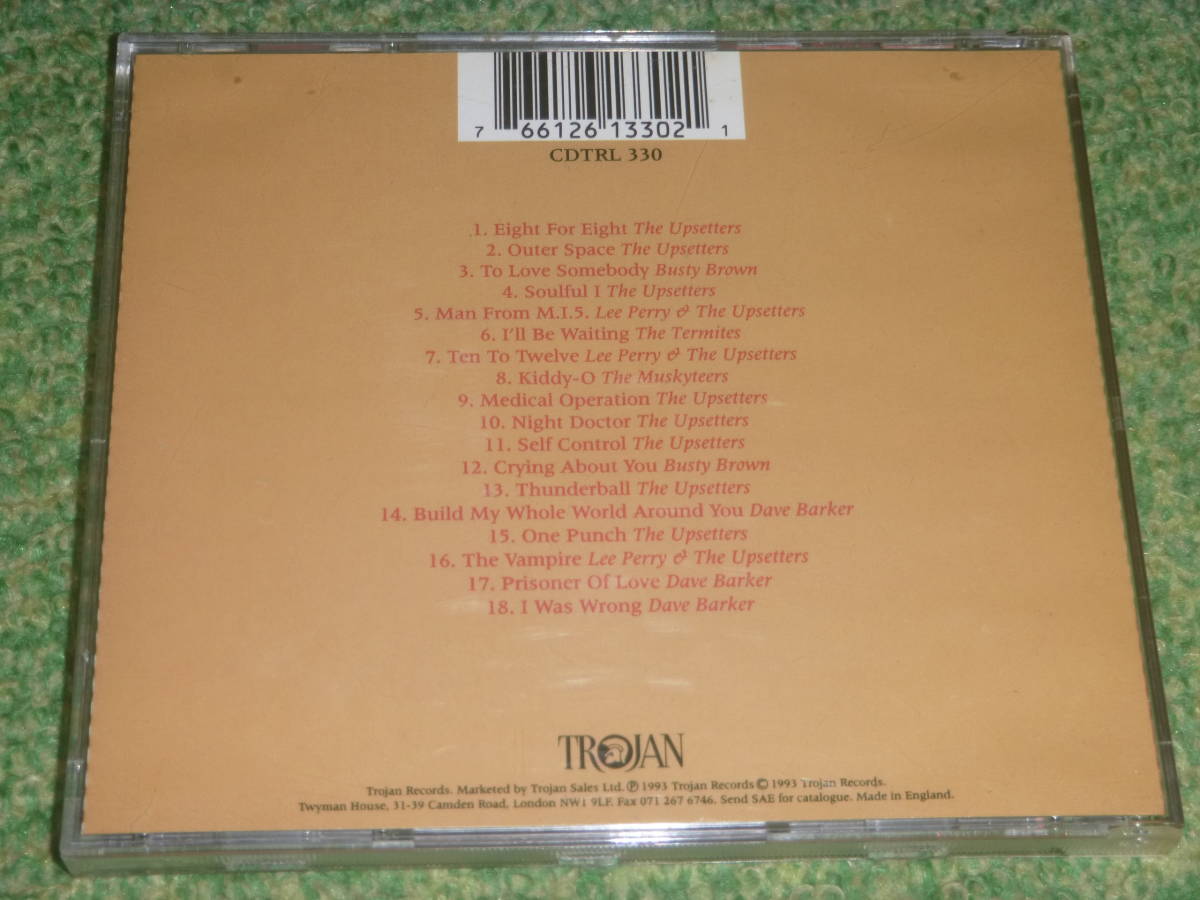 7 66126 13302 1
CDTRL 330
1. Eight For Eight The Upsetters
2. Outer Space The Upsetters
3. To Love Somebody Busty Brown
4. Soulful I The Upsetters
5. Man From M.I.5. Lee Perry & The Upsetters
6. I'll Be Waiting The Termites
7. Ten To Twelve Lee Perry & The Upsetters
8. Kiddy-O The Muskyteers
9. Medical Operation The Upsetters
10. Night Doctor The Upsetters
11. Self Control The Upsetters
12. Crying About You Busty Brown
13. Thunderball The Upsetters
14. Build My Whole World Around You Dave Barker
15. One Punch The Upsetters
16. The Vampire Lee Perry & The Upsetters
17. Prisoner Of Love Dave Barker
18. I Was Wrong Dave Barker
TROJAN
Trojan Records. Marketed by Trojan Sales Ltd. ℗ 1993 Trojan Records © 1993 Trojan Records.
Twyman House, 31-39 Camden Road, London NW1 9LF. Fax 071 267 6746. Send SAE for catalogue. Made in England.